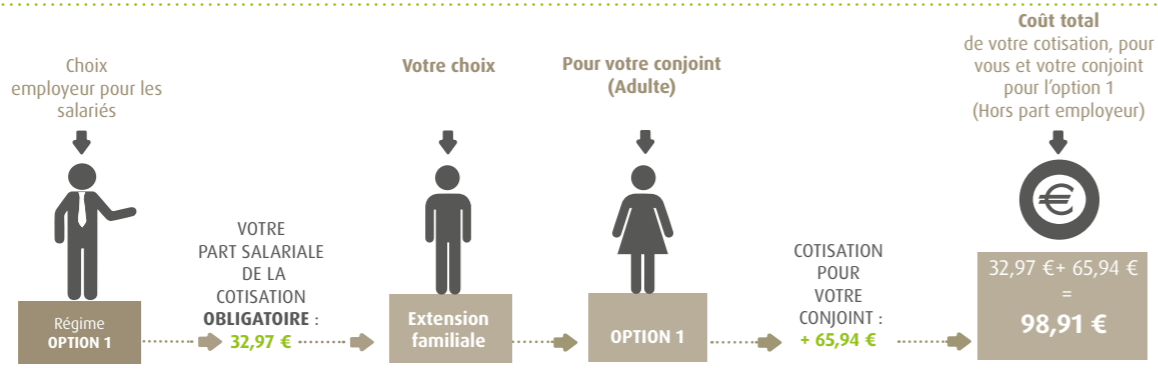 Choix
employeur pour les
salariés
Régime
OPTION 1
VOTRE
PART SALARIALE
DE LA
COTISATION
OBLIGATOIRE :
32,97 €
Votre choix
Extension
familiale
Pour votre conjoint
(Adulte)
OPTION 1
COTISATION
POUR
VOTRE
CONJOINT :
+ 65,94 €
Coût total
de votre cotisation, pour
vous et votre conjoint
pour l’option 1
(Hors part employeur)
€
32,97 €+ 65,94 €
=
98,91 €